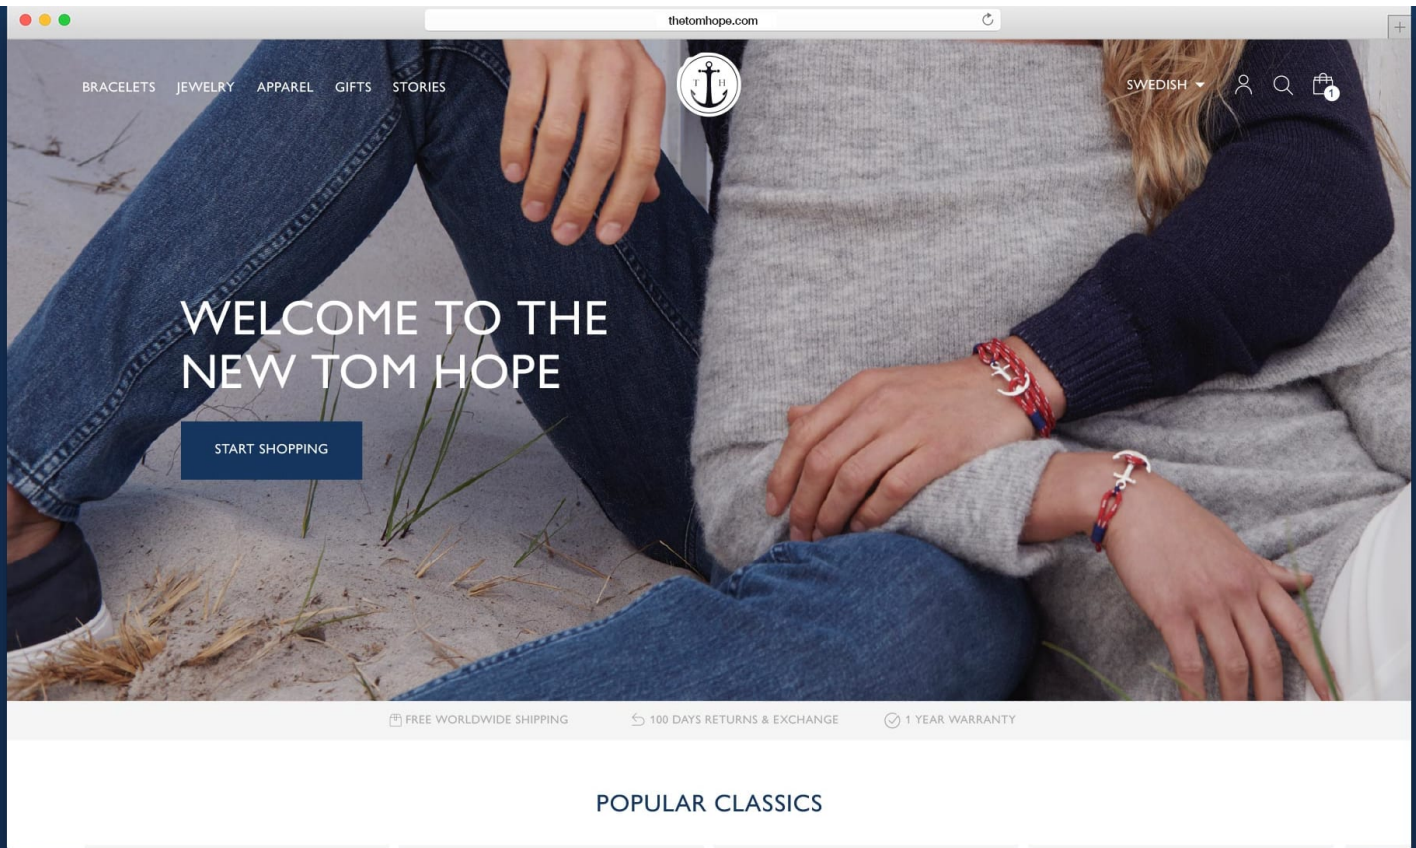 thetomhope.com
BRACELETS JEWELRY APPAREL GIFTS STORIES
T H
SWEDISH
1
WELCOME TO THE
NEW TOM HOPE
START SHOPPING
FREE WORLDWIDE SHIPPING 100 DAYS RETURNS & EXCHANGE 1 YEAR WARRANTY
POPULAR CLASSICS